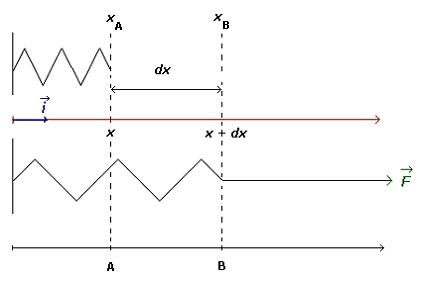 x_A x_B
dx
i⃗
x x + dx
F⃗
A B